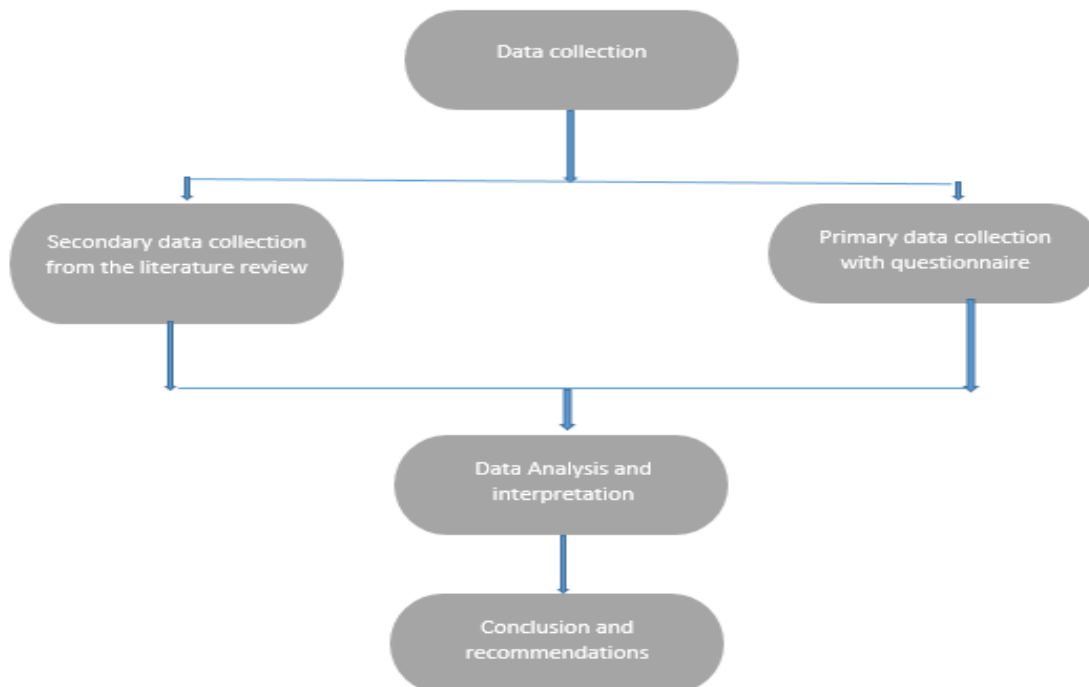 Data collection
Secondary data collection
from the literature review
Primary data collection
with questionnaire
Data Analysis and
interpretation
Conclusion and
recommendations